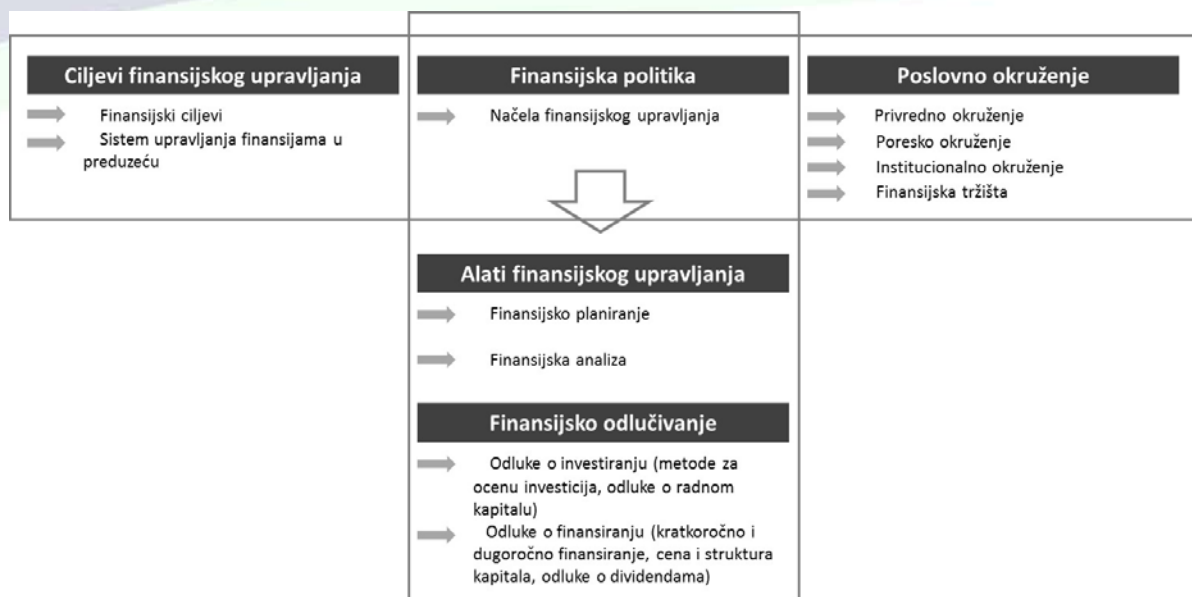 Ciljevi finansijskog upravljanja
Finansijski ciljevi
Sistem upravljanja finansijama u
preduzeću
Finansijska politika
Načela finansijskog upravljanja
Poslovno okruženje
Privredno okruženje
Poresko okruženje
Institucionalno okruženje
Finansijska tržišta
Alati finansijskog upravljanja
Finansijsko planiranje
Finansijska analiza
Finansijsko odlučivanje
Odluke o investiranju (metode za
ocenu investicija, odluke o radnom
kapitalu)
Odluke o finansiranju (kratkoročno i
dugoročno finansiranje, cena i struktura
kapitala, odluke o dividendama)